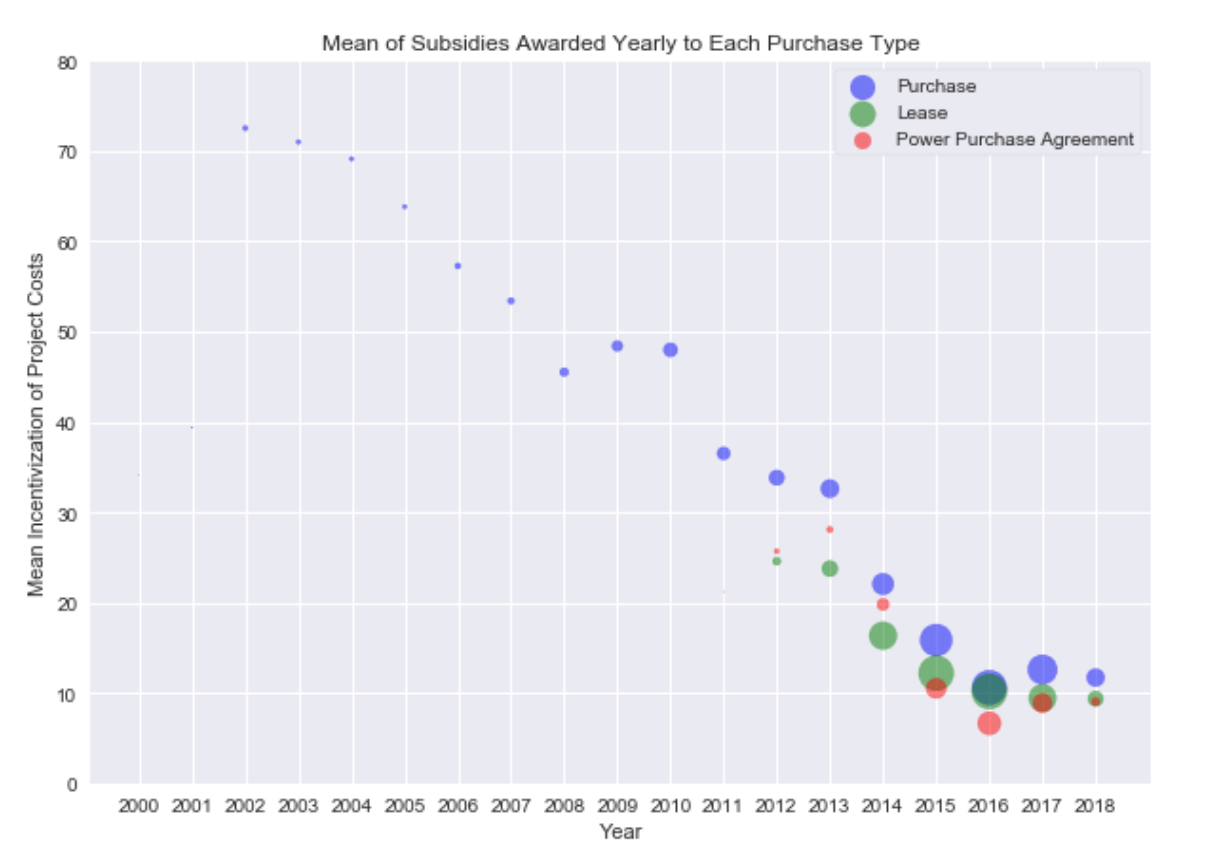 Mean of Subsidies Awarded Yearly to Each Purchase Type
80
70
60
50
40
30
20
10
0
Mean Incentivization of Project Costs
Purchase
Lease
Power Purchase Agreement
2000 2001 2002 2003 2004 2005 2006 2007 2008 2009 2010 2011 2012 2013 2014 2015 2016 2017 2018
Year